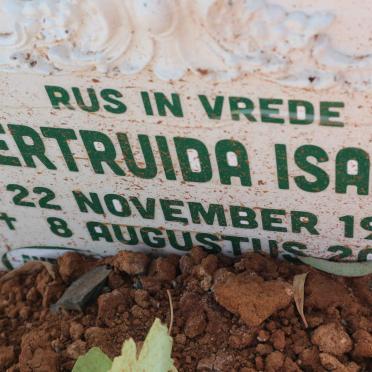 RUS IN VREDE
ERTRUIDA ISA
22 NOVEMBER 19
† 8 AUGUSTUS 20